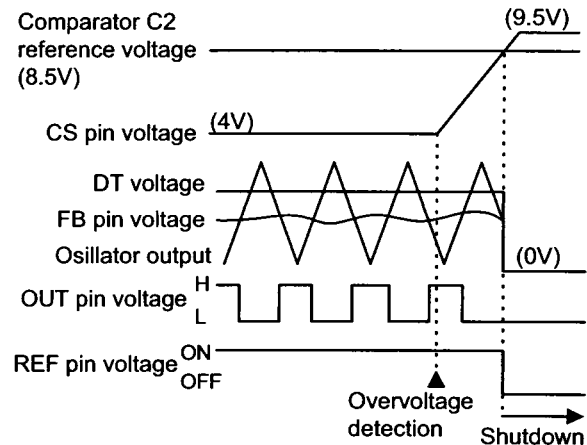 Comparator C2
reference voltage
(8.5V)
(9.5V)
CS pin voltage
(4V)
DT voltage
FB pin voltage
Osillator output
(0V)
OUT pin voltage
H
L
REF pin voltage
ON
OFF
Overvoltage
detection
Shutdown